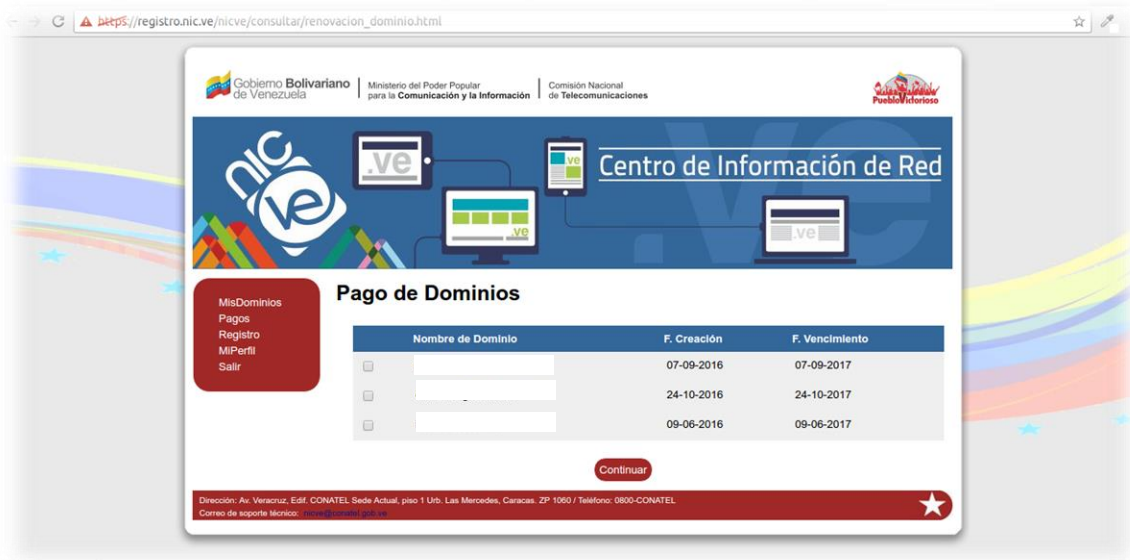 https://registro.nic.ve/nicve/consultar/renovacion_dominio.html
Gobierno Bolivariano
de Venezuela
Ministerio del Poder Popular
para la Comunicación y la Información
Comisión Nacional
de Telecomunicaciones
PuebloVictorioso
nic
ve
.ve
.ve
.ve
.ve
.ve
Centro de Información de Red
MisDominios
Pagos
Registro
MiPerfil
Salir
Pago de Dominios
Nombre de Dominio F. Creación F. Vencimiento
07-09-2016 07-09-2017
24-10-2016 24-10-2017
09-06-2016 09-06-2017
Continuar
Dirección: Av. Veracruz, Edif. CONATEL Sede Actual, piso 1 Urb. Las Mercedes, Caracas. ZP 1060 / Teléfono: 0800-CONATEL
Correo de soporte técnico: nicve@conatel.gob.ve